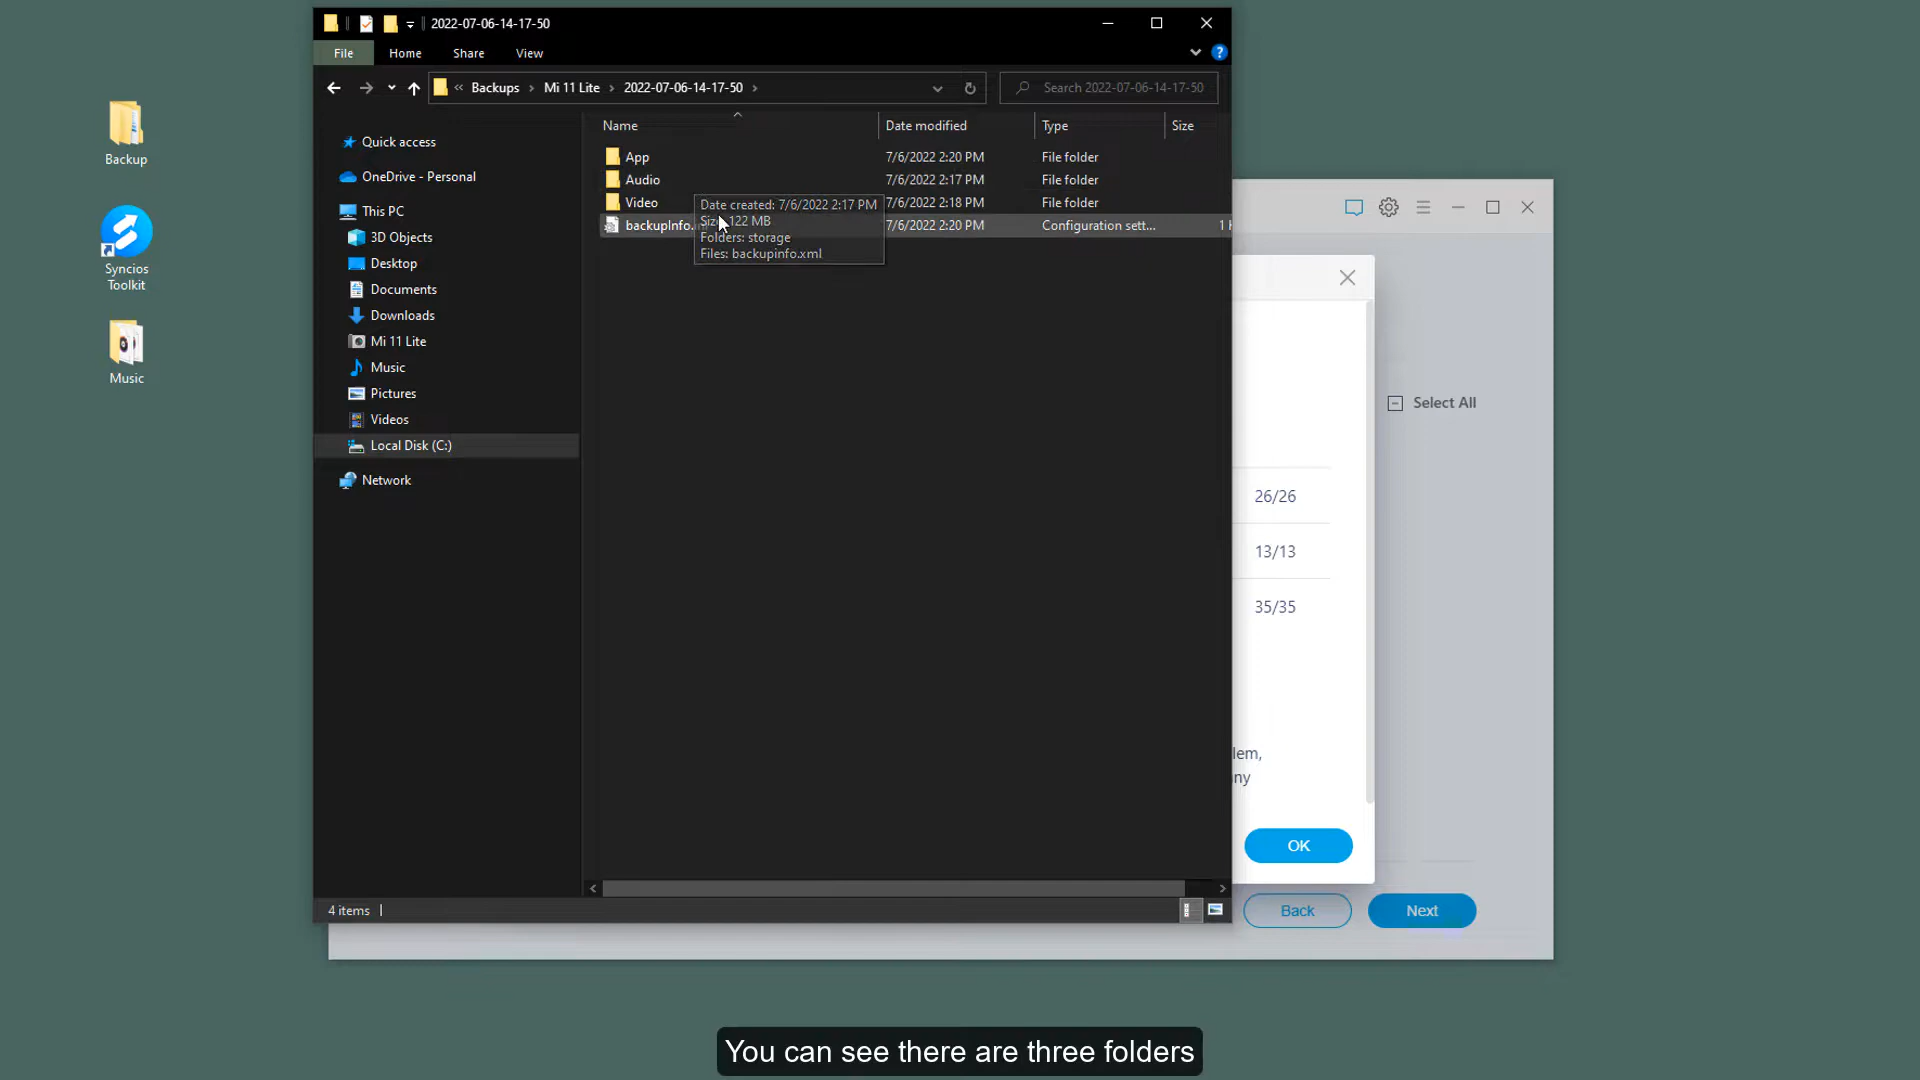 2022-07-06-14-17-50
File
Home
Share
View
?
Backups
Mi 11 Lite
2022-07-06-14-17-50
Search 2022-07-06-14-17-50
Backup
Syncios
Toolkit
Music
Quick access
OneDrive - Personal
This PC
3D Objects
Desktop
Documents
Downloads
Mi 11 Lite
Music
Pictures
Videos
Local Disk (C:)
Network
Name
Date modified
Type
Size
App
7/6/2022 2:20 PM
File folder
Audio
7/6/2022 2:17 PM
File folder
Video
7/6/2022 2:18 PM
File folder
backupInfo.
7/6/2022 2:20 PM
Configuration sett...
1
Date created: 7/6/2022 2:17 PM
Siz 122 MB
Folders: storage
Files: backupinfo.xml
4 items
Select All
26/26
13/13
35/35
lem,
ny
OK
Back
Next
You can see there are three folders